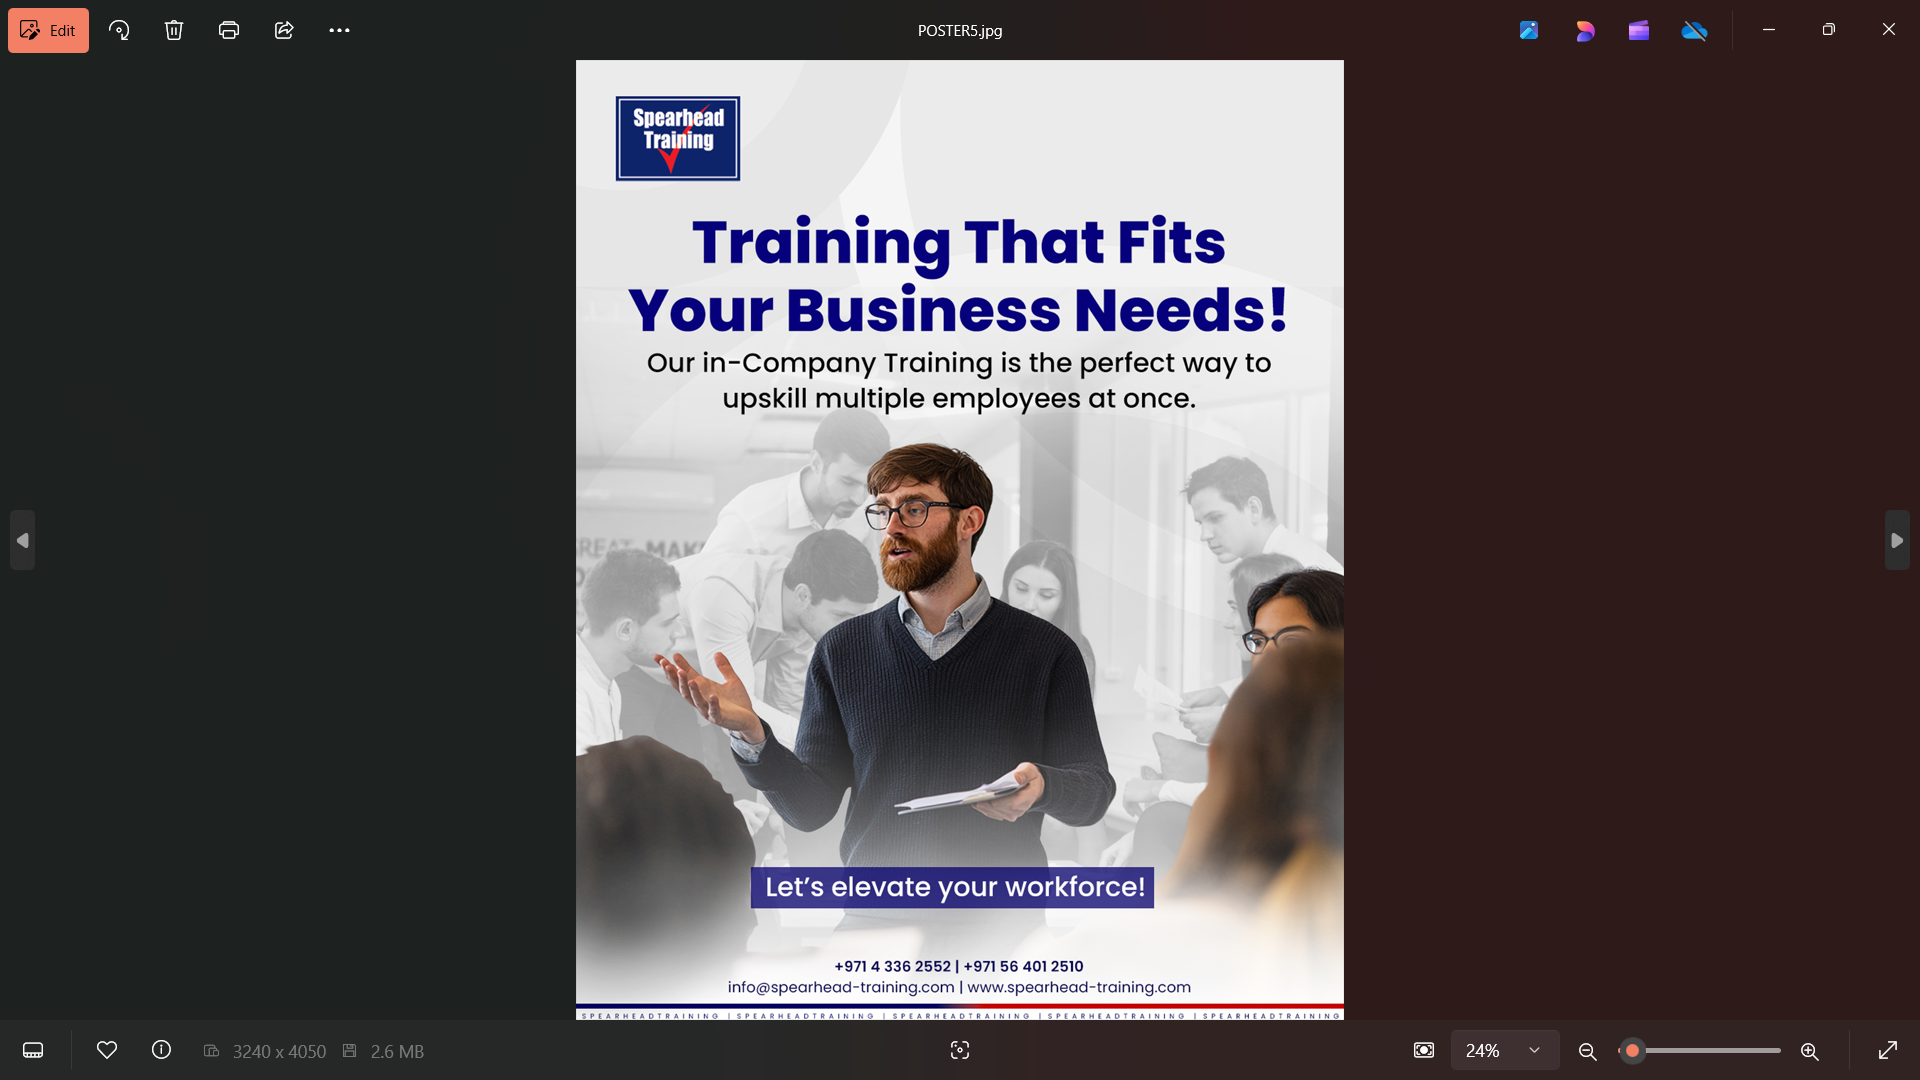 Edit
POSTER5.jpg
Spearhead
Training
Training That Fits
Your Business Needs!
Our in-Company Training is the perfect way to
upskill multiple employees at once.
GREAT MAK
Let's elevate your workforce!
+971 4 336 2552 | +971 56 401 2510
info@spearhead-training.com | www.spearhead-training.com
SPEARHEADTRAINING | SPEARHEADTRAINING | SPEARHEADTRAINING | SPEARHEADTRAINING | SPEARHEADTRAINING
3240 x 4050
2.6 MB
24%